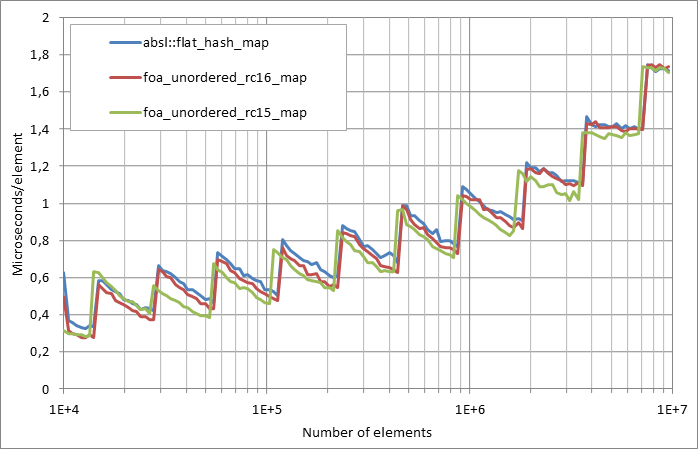 2
1,8
1,6
1,4
1,2
1
0,8
0,6
0,4
0,2
0
Microseconds/element
absl::flat_hash_map
foa_unordered_rc16_map
foa_unordered_rc15_map
1E+4
1E+5
1E+6
1E+7
Number of elements